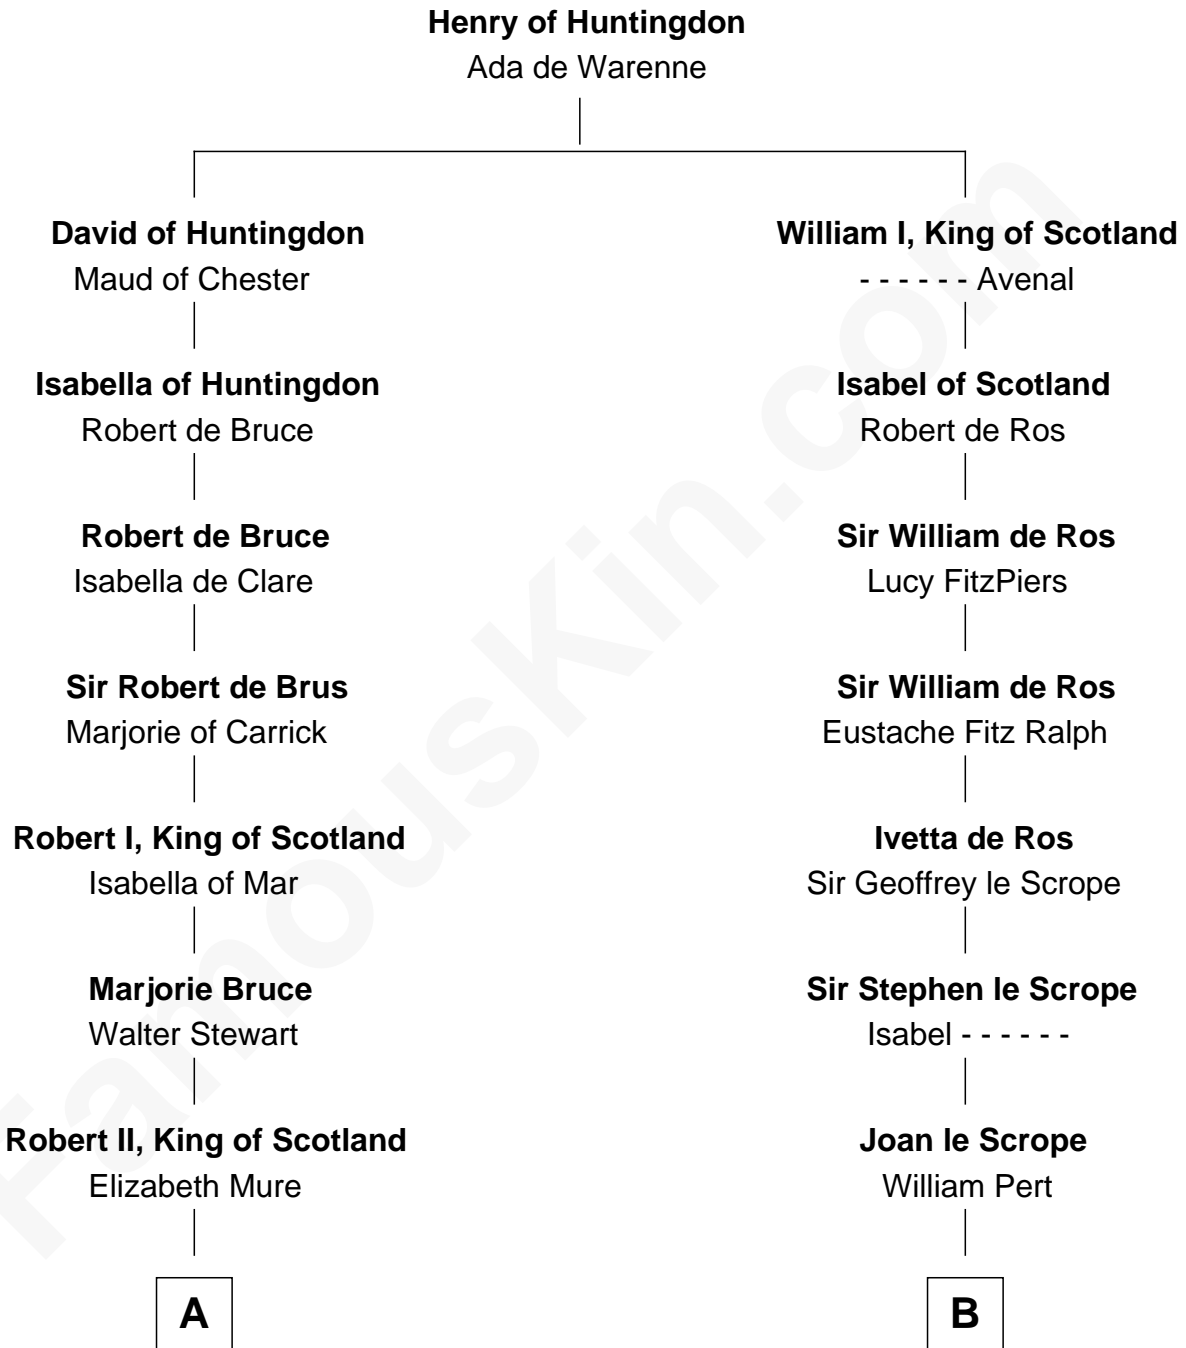 Henry of Huntingdon
Ada de Warenne
David of Huntingdon
Maud of Chester
William I, King of Scotland
- - - - - - Avenal
Isabella of Huntingdon
Robert de Bruce
Isabel of Scotland
Robert de Ros
Robert de Bruce
Isabella de Clare
Sir William de Ros
Lucy FitzPiers
Sir Robert de Brus
Marjorie of Carrick
Sir William de Ros
Eustache Fitz Ralph
Robert I, King of Scotland
Isabella of Mar
Ivetta de Ros
Sir Geoffrey le Scrope
Marjorie Bruce
Walter Stewart
Sir Stephen le Scrope
Isabel - - - - - -
Robert II, King of Scotland
Elizabeth Mure
Joan le Scrope
William Pert
A
B
FamousKin.com